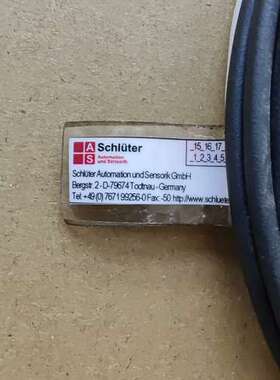 A S Schlüter
Automation
und Sensorik
_15_16_17_
_1_2_3_4_5
Schlüter Automation und Sensorik GmbH
Bergstr. 2 - D-79674 Todtnau - Germany
Tel: +49 (0) 7671 99256-0 Fax: -50 http://www.schluete